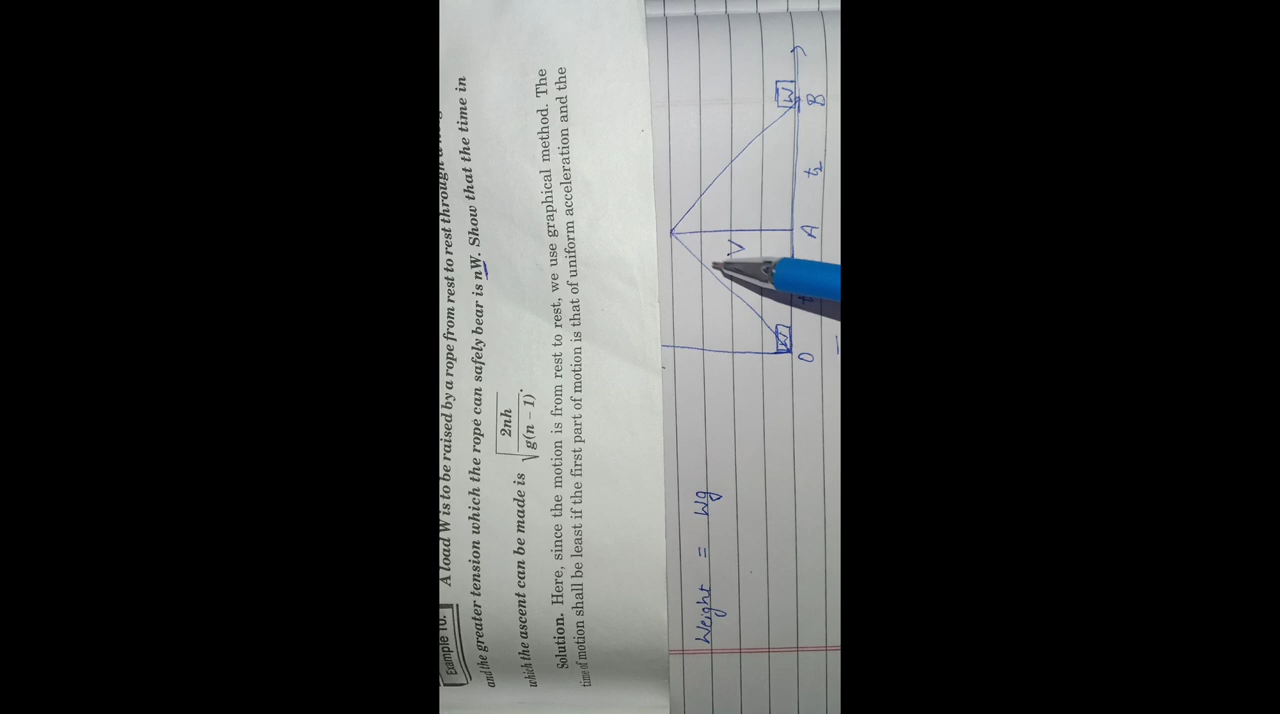 Example 10. A load W is to be raised by a rope from rest to rest through a
and the greater tension which the rope can safely bear is nW. Show that the time in
which the ascent can be made is √2nh/g(n − 1).
Solution. Here, since the motion is from rest to rest, we use graphical method. The
time of motion shall be least if the first part of motion is that of uniform acceleration and the
Weight = Wg
W
V
W
O
A
t2
B